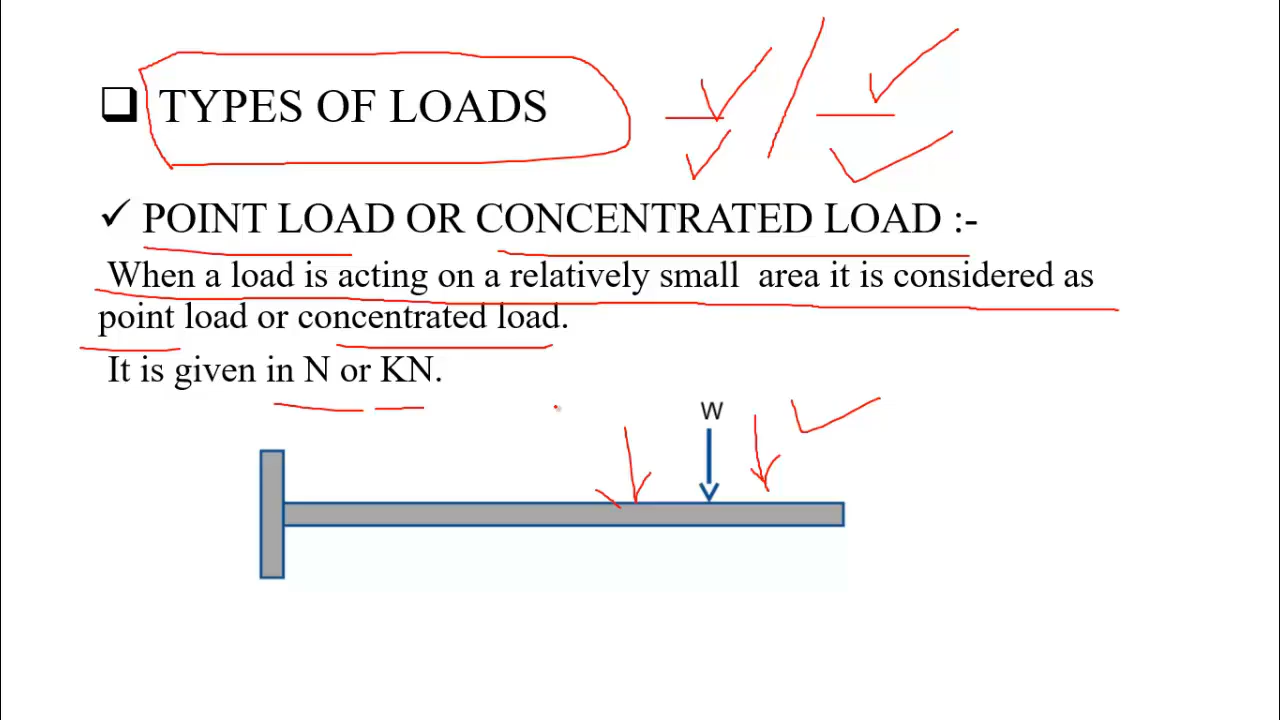 TYPES OF LOADS
POINT LOAD OR CONCENTRATED LOAD :-
When a load is acting on a relatively small area it is considered as
point load or concentrated load.
It is given in N or KN.
W